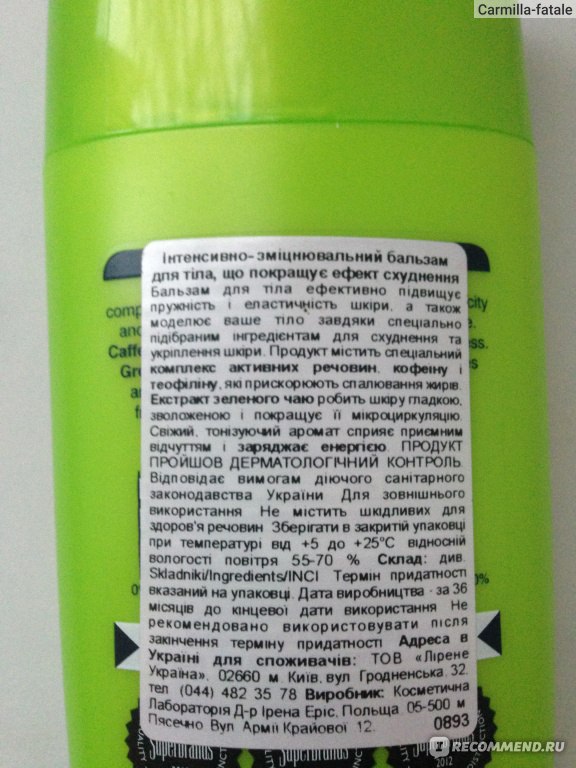 Carmilla-fatale
Інтенсивно-зміцнювальний бальзам
для тіла, що покращує ефект схуднення
Бальзам для тіла ефективно підвищує
пружність і еластичність шкіри, а також
моделює ваше тіло завдяки спеціально
підібраним інгредієнтам для схуднення та
укріплення шкіри. Продукт містить спеціальний
комплекс активних речовин, кофеїну і
теофіліну, які прискорюють спалювання жирів.
Екстракт зеленого чаю робить шкіру гладкою,
зволоженою і покращує її мікроциркуляцію.
Свіжий, тонізуючий аромат сприяє приємним
відчуттям і заряджає енергією. ПРОДУКТ
ПРОЙШОВ ДЕРМАТОЛОГІЧНИЙ КОНТРОЛЬ.
Відповідає вимогам діючого санітарного
законодавства України Для зовнішнього
використання Не містить шкідливих для
здоров'я речовин Зберігати в закритій упаковці
при температурі від +5 до +25°С відносній
вологості повітря 55-70 % Склад: див.
Składniki/Ingredients/INCI Термін придатності
вказаний на упаковці. Дата виробництва - за 36
місяців до кінцевої дати використання Не
рекомендовано використовувати після
закінчення терміну придатності Адреса в
Україні для споживачів: ТОВ «Лірене
Україна», 02660 м. Київ, вул Гродненська, 32.
тел (044) 482 35 78 Виробник: Косметична
Лабораторія Д-р Ірена Еріс, Польща, 05-500 м
Пясечно Вул Армії Крайової 12. 0893
Superbrands Superbrands
2012
RECOMMEND.RU